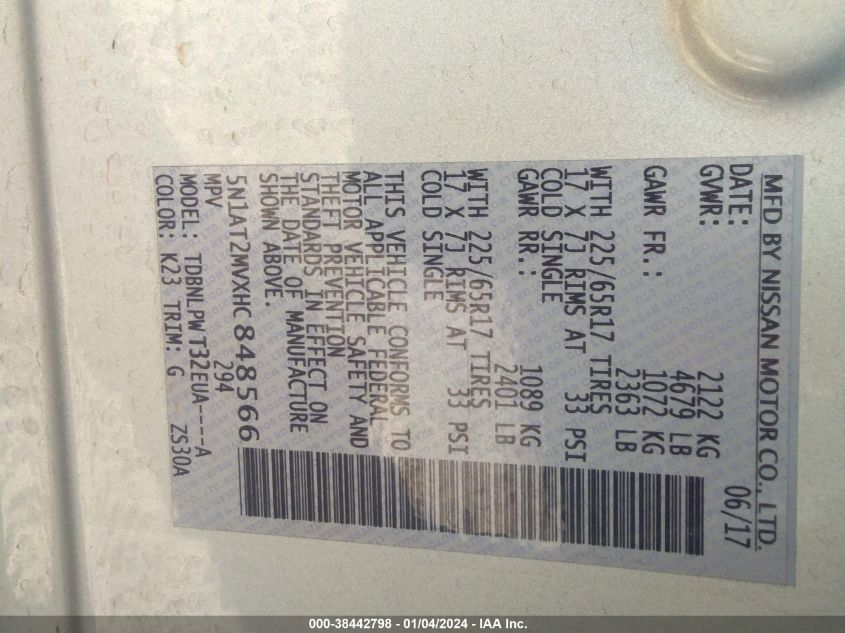 MFD BY NISSAN MOTOR CO., LTD.
DATE: 06/17
GVWR: 2122 KG
4679 LB
GAWR FR.: 1072 KG
2363 LB
WITH 225/65R17 TIRES
17 X 7J RIMS AT 33 PSI
COLD SINGLE
GAWR RR.: 1089 KG
2401 LB
WITH 225/65R17 TIRES
17 X 7J RIMS AT 33 PSI
COLD SINGLE
THIS VEHICLE CONFORMS TO
ALL APPLICABLE FEDERAL
MOTOR VEHICLE SAFETY AND
THEFT PREVENTION
STANDARDS IN EFFECT ON
THE DATE OF MANUFACTURE
SHOWN ABOVE.
5N1AT2MVXHC848566
MPV 294
MODEL: TDBNLPW T32EUA----A
COLOR: K23 TRIM: G ZS30A
000-38442798 - 01/04/2024 - IAA Inc.